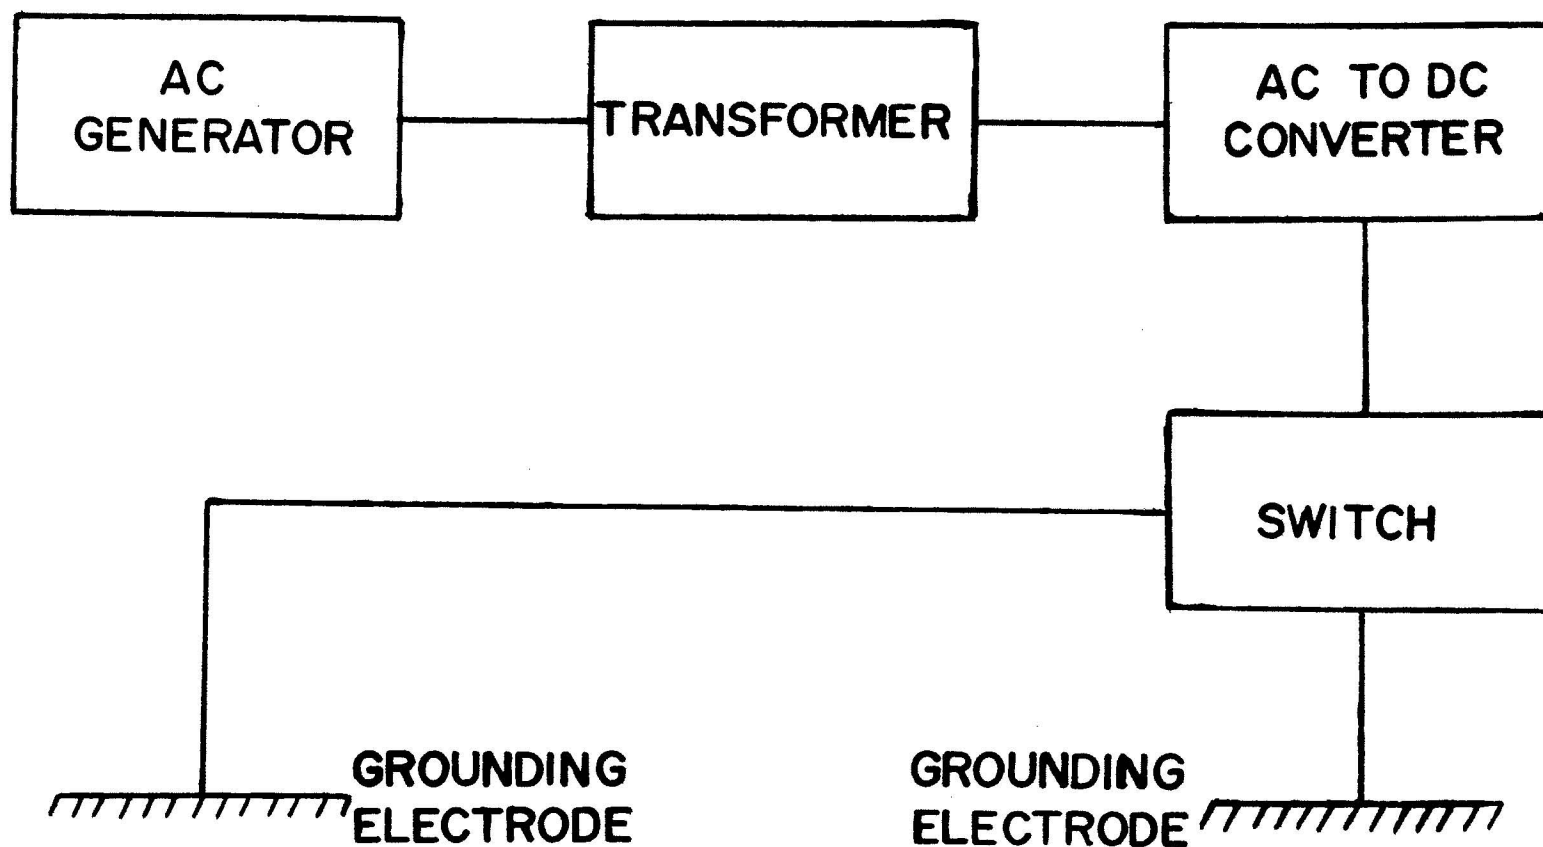 AC
GENERATOR
TRANSFORMER
AC TO DC
CONVERTER
SWITCH
GROUNDING
ELECTRODE
GROUNDING
ELECTRODE